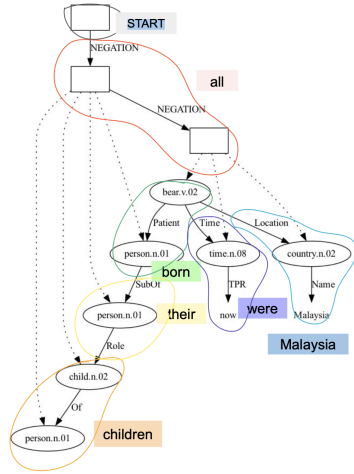 START
NEGATION
all
NEGATION
bear.v.02
Patient Time Location
person.n.01 time.n.08 country.n.02
born
SubOf TPR Name
person.n.01 their now were Malaysia
Role
Malaysia
child.n.02
Of
children
person.n.01